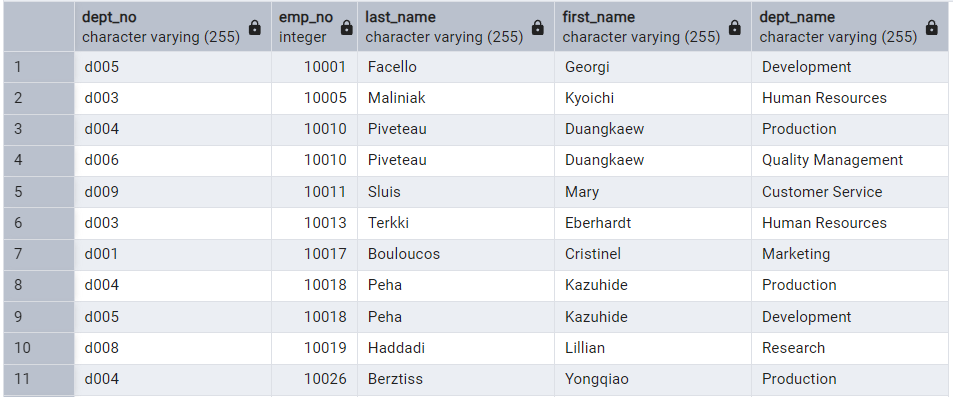 dept_no emp_no last_name first_name dept_name
character varying (255) integer character varying (255) character varying (255) character varying (255)
1 d005 10001 Facello Georgi Development
2 d003 10005 Maliniak Kyoichi Human Resources
3 d004 10010 Piveteau Duangkaew Production
4 d006 10010 Piveteau Duangkaew Quality Management
5 d009 10011 Sluis Mary Customer Service
6 d003 10013 Terkki Eberhardt Human Resources
7 d001 10017 Bouloucos Cristinel Marketing
8 d004 10018 Peha Kazuhide Production
9 d005 10018 Peha Kazuhide Development
10 d008 10019 Haddadi Lillian Research
11 d004 10026 Berztiss Yongqiao Production